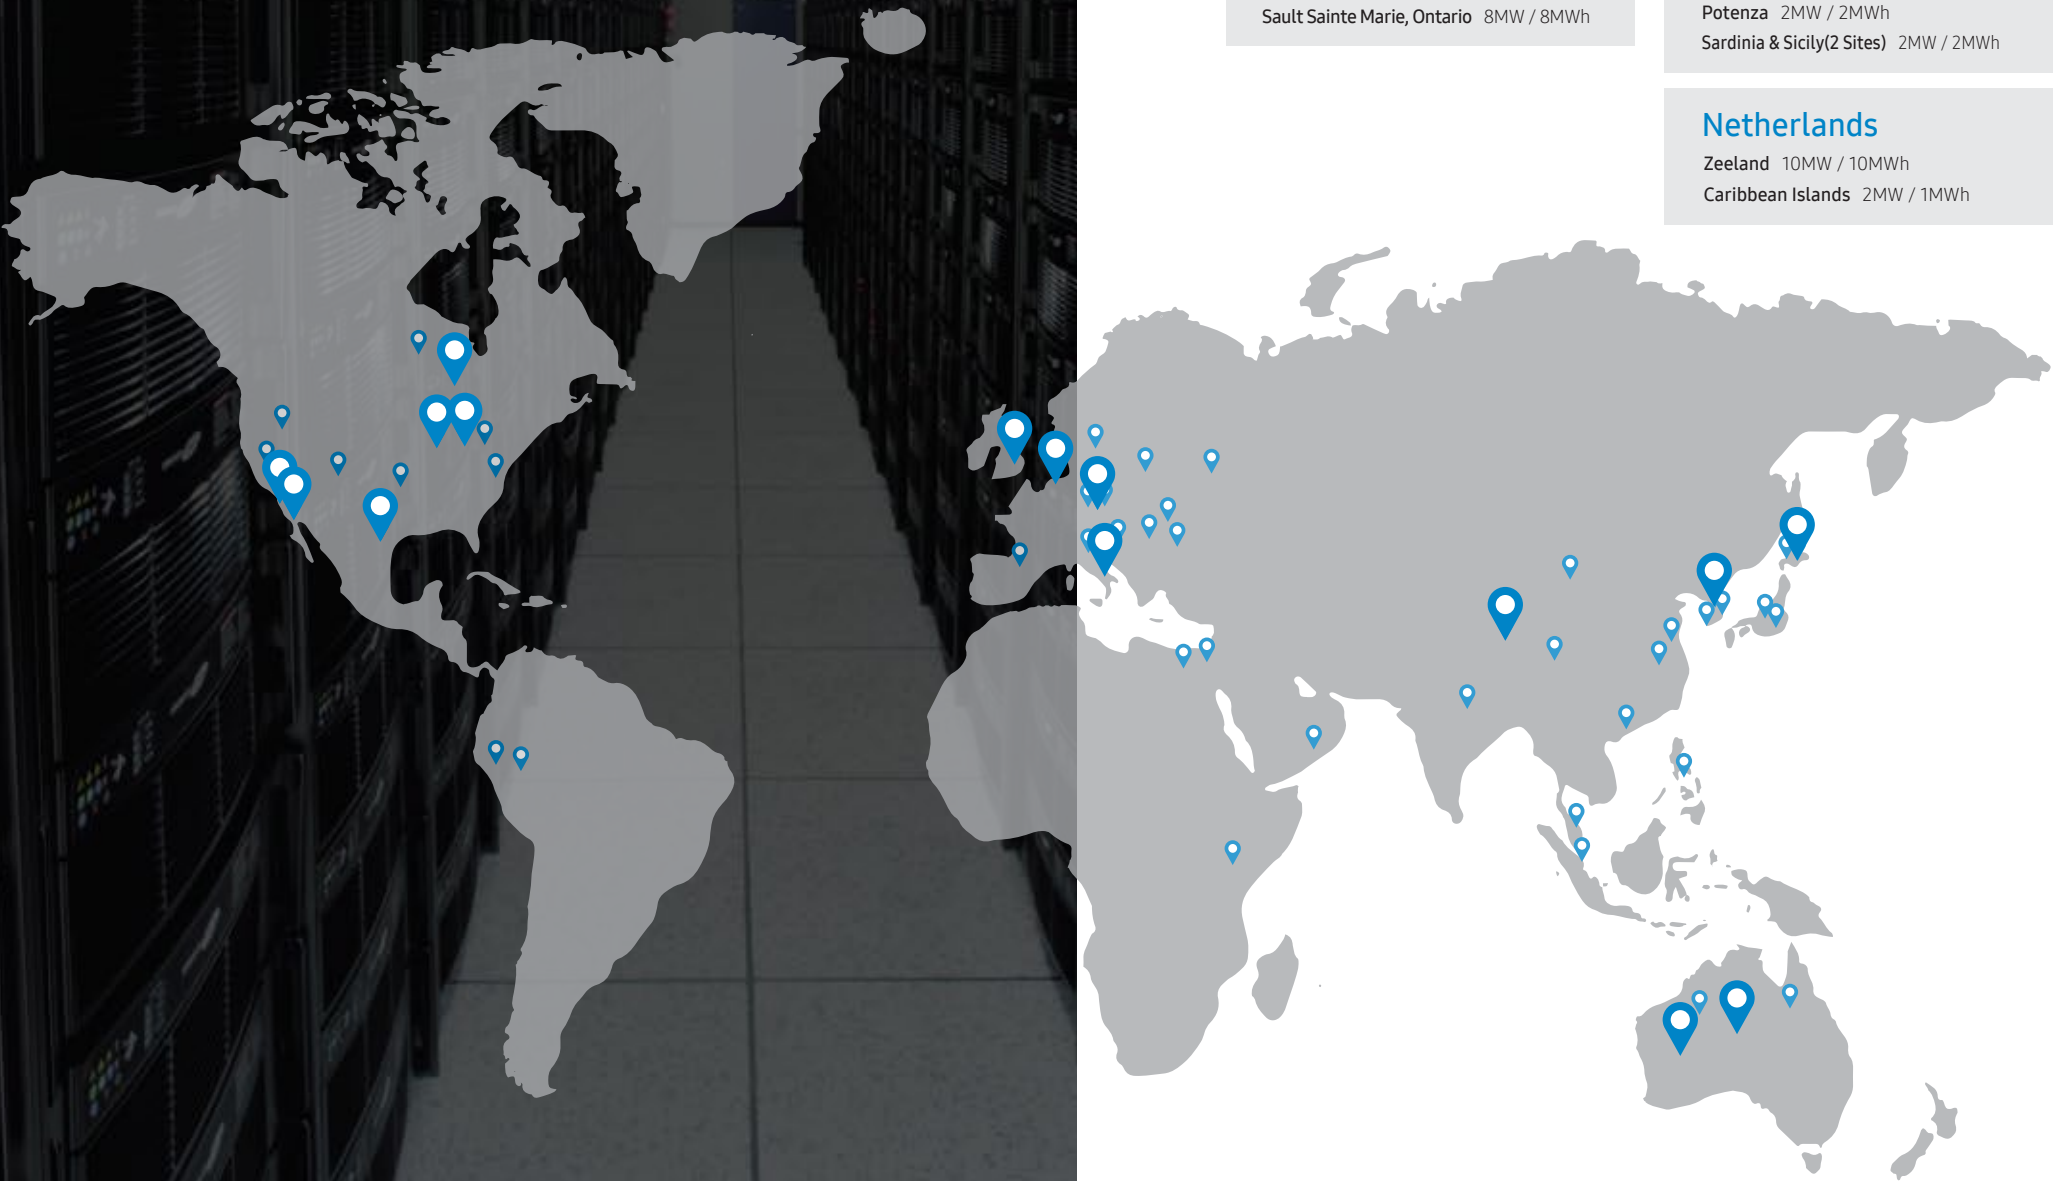 Sault Sainte Marie, Ontario 8MW / 8MWh
Potenza 2MW / 2MWh
Sardinia & Sicily(2 Sites) 2MW / 2MWh
Netherlands
Zeeland 10MW / 10MWh
Caribbean Islands 2MW / 1MWh